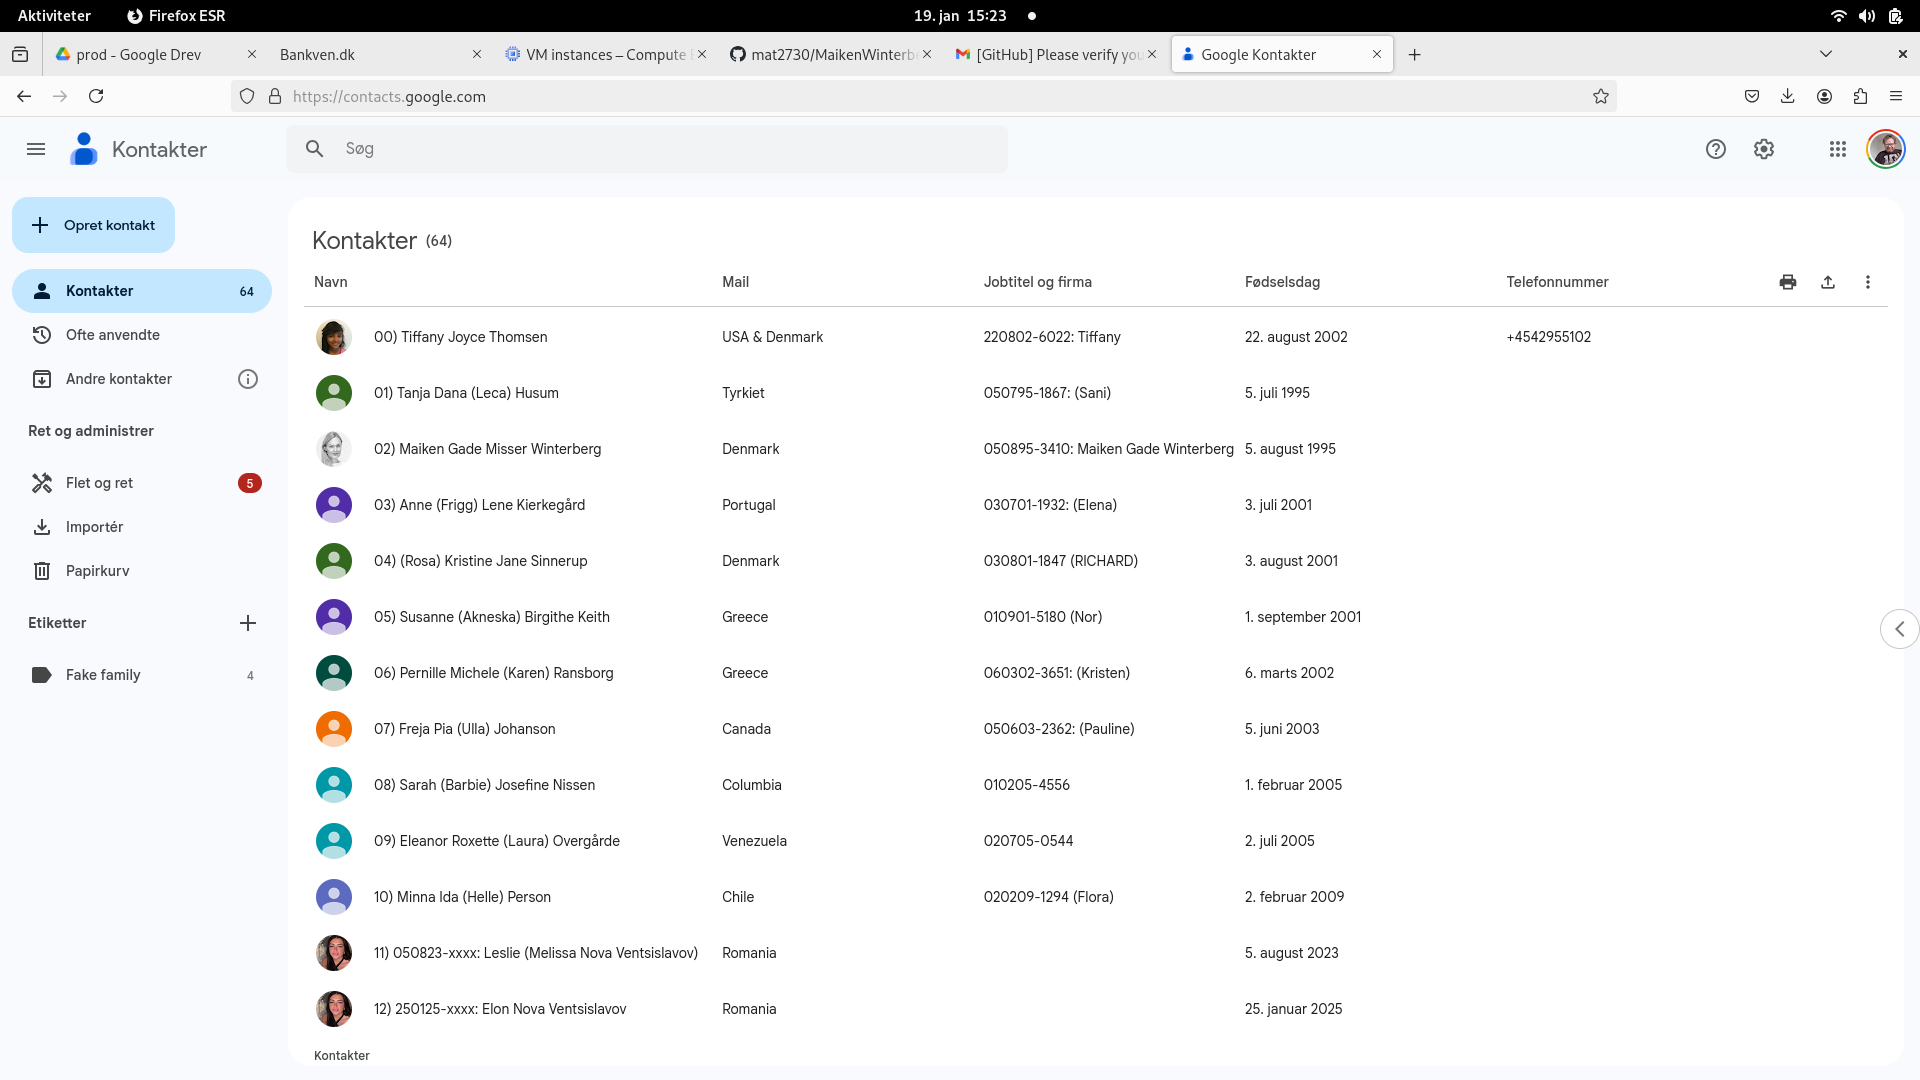 Aktiviteter Firefox ESR 19. jan 15:23
prod - Google Drev Bankven.dk VM instances – Compute mat2730/MaikenWinterb [GitHub] Please verify you Google Kontakter
https://contacts.google.com
Kontakter Søg
Opret kontakt
Kontakter 64
Ofte anvendte
Andre kontakter
Ret og administrer
Flet og ret 5
Importér
Papirkurv
Etiketter
Fake family 4
Kontakter (64)
Navn Mail Jobtitel og firma Fødselsdag Telefonnummer
00) Tiffany Joyce Thomsen USA & Denmark 220802-6022: Tiffany 22. august 2002 +4542955102
01) Tanja Dana (Leca) Husum Tyrkiet 050795-1867: (Sani) 5. juli 1995
02) Maiken Gade Misser Winterberg Denmark 050895-3410: Maiken Gade Winterberg 5. august 1995
03) Anne (Frigg) Lene Kierkegård Portugal 030701-1932: (Elena) 3. juli 2001
04) (Rosa) Kristine Jane Sinnerup Denmark 030801-1847 (RICHARD) 3. august 2001
05) Susanne (Akneska) Birgithe Keith Greece 010901-5180 (Nor) 1. september 2001
06) Pernille Michele (Karen) Ransborg Greece 060302-3651: (Kristen) 6. marts 2002
07) Freja Pia (Ulla) Johanson Canada 050603-2362: (Pauline) 5. juni 2003
08) Sarah (Barbie) Josefine Nissen Columbia 010205-4556 1. februar 2005
09) Eleanor Roxette (Laura) Overgårde Venezuela 020705-0544 2. juli 2005
10) Minna Ida (Helle) Person Chile 020209-1294 (Flora) 2. februar 2009
11) 050823-xxxx: Leslie (Melissa Nova Ventsislavov) Romania 5. august 2023
12) 250125-xxxx: Elon Nova Ventsislavov Romania 25. januar 2025
Kontakter